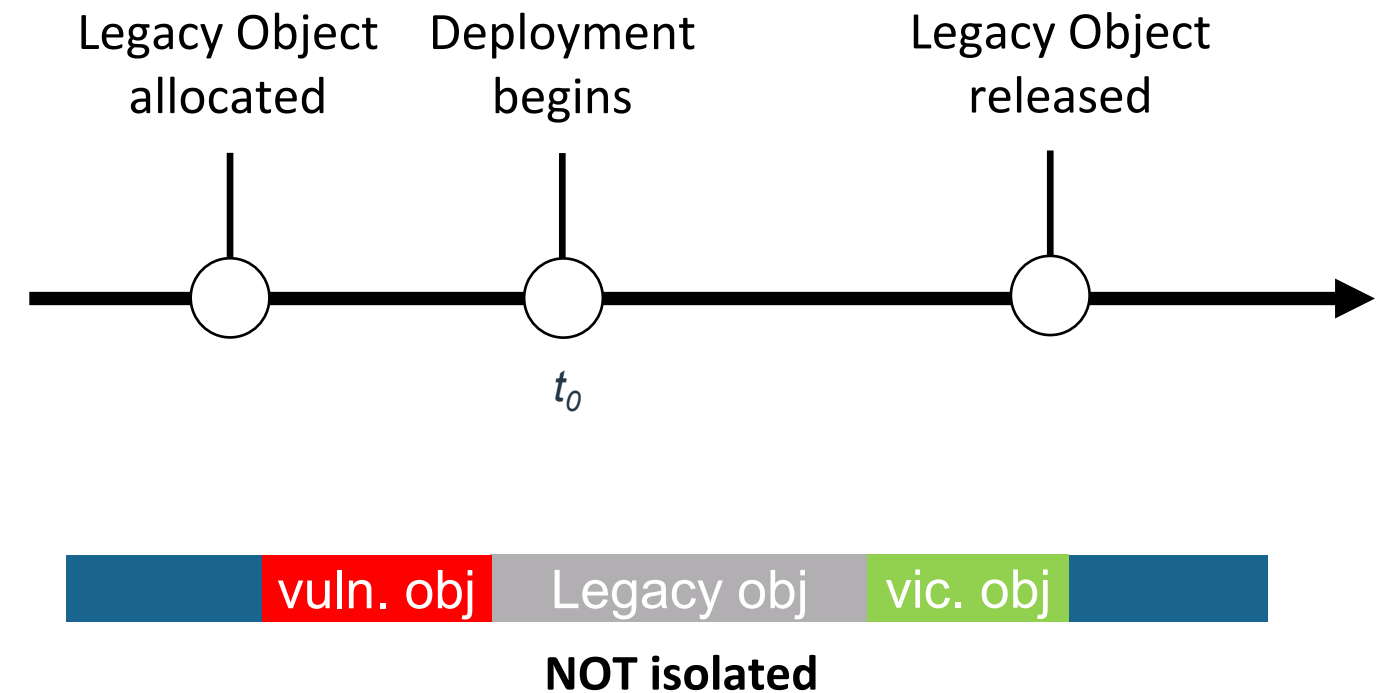 Legacy Object
allocated
Deployment
begins
Legacy Object
released
t0
vuln. obj
Legacy obj
vic. obj
NOT isolated